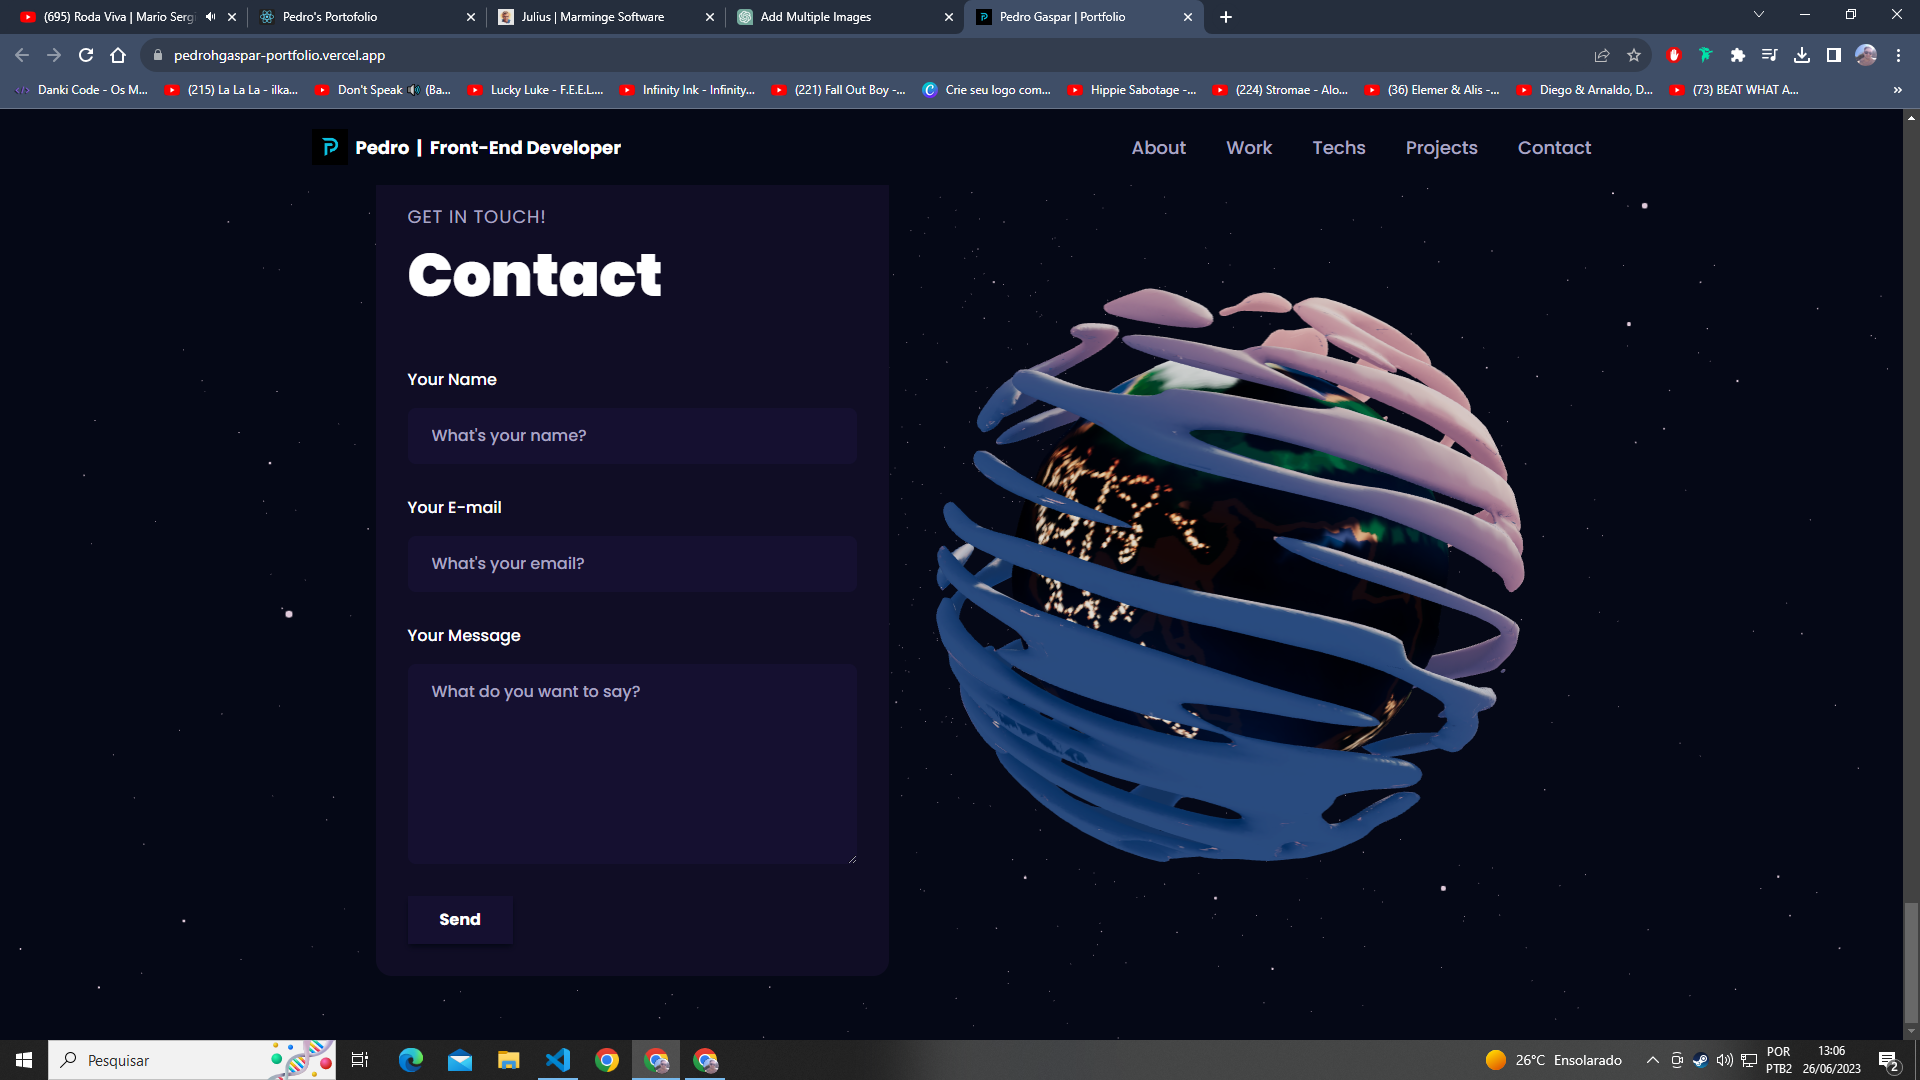 (695) Roda Viva | Mario Sergi
Pedro's Portofolio
Julius | Marminge Software
Add Multiple Images
Pedro Gaspar | Portfolio
pedrohgaspar-portfolio.vercel.app
Danki Code - Os M...
(215) La La La - ilka...
Don't Speak 🔊 (Ba...
Lucky Luke - F.E.E.L....
Infinity Ink - Infinity...
(221) Fall Out Boy -...
Crie seu logo com...
Hippie Sabotage -...
(224) Stromae - Alo...
(36) Elemer & Alis -...
Diego & Arnaldo, D...
(73) BEAT WHAT A...
Pedro | Front-End Developer
About
Work
Techs
Projects
Contact
GET IN TOUCH!
Contact
Your Name
What's your name?
Your E-mail
What's your email?
Your Message
What do you want to say?
Send
Pesquisar
26°C Ensolarado
POR
PTB2
13:06
26/06/2023
2